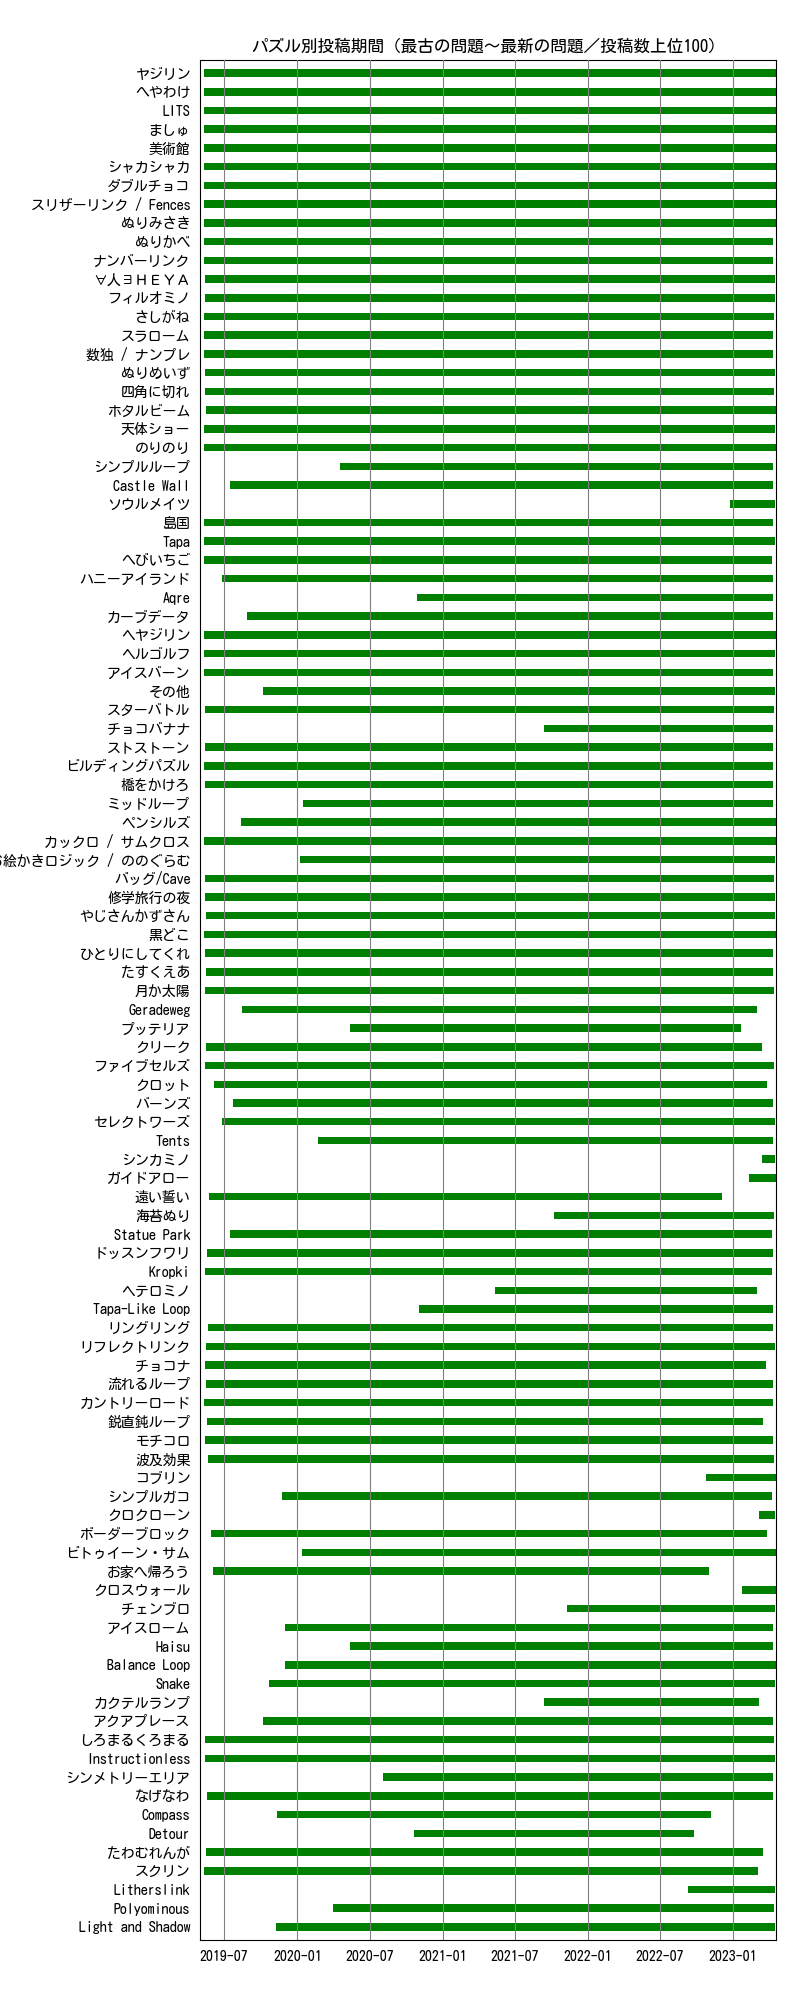 パズル別投稿期間（最古の問題～最新の問題／投稿数上位100）
ヤジリン
へやわけ
LITS
ましゅ
美術館
シャカシャカ
ダブルチョコ
スリザーリンク / Fences
ぬりみさき
ぬりかべ
ナンバーリンク
∀人∃ＨＥＹＡ
フィルオミノ
さしがね
スラローム
数独 / ナンプレ
ぬりめいず
四角に切れ
ホタルビーム
天体ショー
のりのり
シンプルループ
Castle Wall
ソウルメイツ
島国
Tapa
へびいちご
ハニーアイランド
Aqre
カーブデータ
ヘヤジリン
ヘルゴルフ
アイスバーン
その他
スターバトル
チョコバナナ
ストストーン
ビルディングパズル
橋をかけろ
ミッドループ
ペンシルズ
カックロ / サムクロス
絵かきロジック / ののぐらむ
バッグ/Cave
修学旅行の夜
やじさんかずさん
黒どこ
ひとりにしてくれ
たすくえあ
月か太陽
Geradeweg
プッテリア
クリーク
ファイブセルズ
クロット
バーンズ
セレクトワーズ
Tents
シンカミノ
ガイドアロー
遠い誓い
海苔ぬり
Statue Park
ドッスンフワリ
Kropki
ヘテロミノ
Tapa-Like Loop
リングリング
リフレクトリンク
チョコナ
流れるループ
カントリーロード
鋭直鈍ループ
モチコロ
波及効果
コブリン
シンプルガコ
クロクローン
ボーダーブロック
ビトゥイーン・サム
お家へ帰ろう
クロスウォール
チェンブロ
アイスローム
Haisu
Balance Loop
Snake
カクテルランプ
アクアプレース
しろまるくろまる
Instructionless
シンメトリーエリア
なげなわ
Compass
Detour
たわむれんが
スクリン
Litherslink
Polyominous
Light and Shadow
2019-07 2020-01 2020-07 2021-01 2021-07 2022-01 2022-07 2023-01